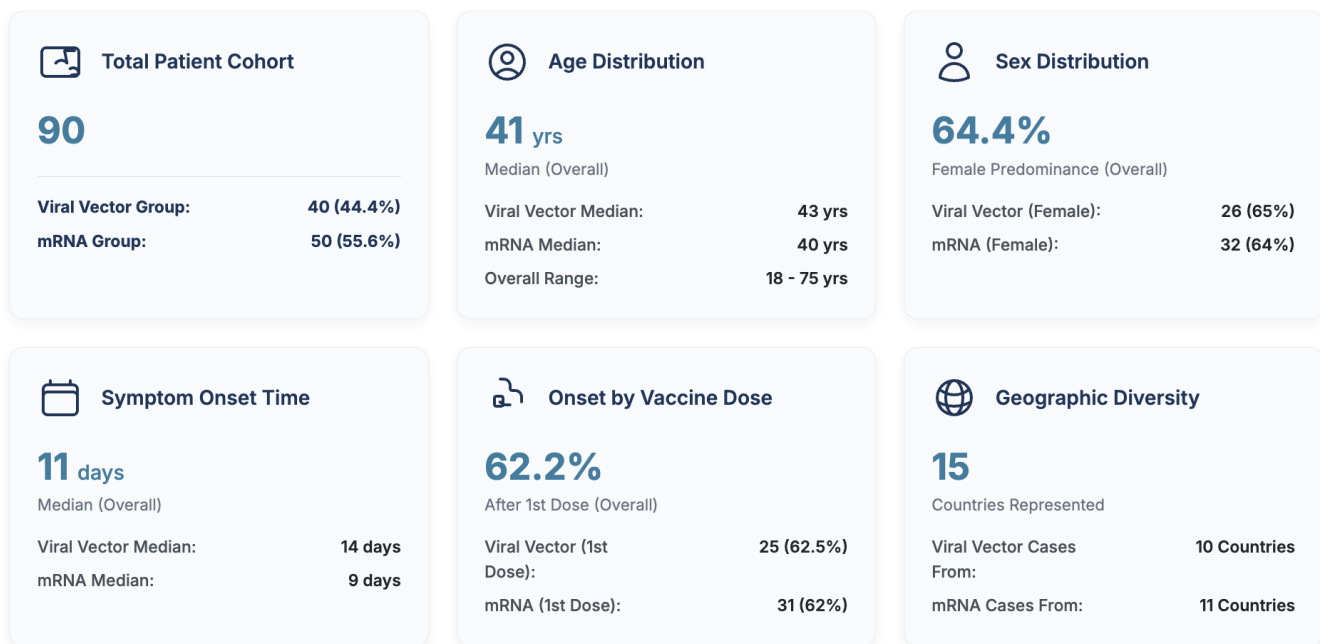 Total Patient Cohort
90
Viral Vector Group: 40 (44.4%)
mRNA Group: 50 (55.6%)
Age Distribution
41 yrs
Median (Overall)
Viral Vector Median: 43 yrs
mRNA Median: 40 yrs
Overall Range: 18 - 75 yrs
Sex Distribution
64.4%
Female Predominance (Overall)
Viral Vector (Female): 26 (65%)
mRNA (Female): 32 (64%)
Symptom Onset Time
11 days
Median (Overall)
Viral Vector Median: 14 days
mRNA Median: 9 days
Onset by Vaccine Dose
62.2%
After 1st Dose (Overall)
Viral Vector (1st 25 (62.5%)
Dose):
mRNA (1st Dose): 31 (62%)
Geographic Diversity
15
Countries Represented
Viral Vector Cases 10 Countries
From:
mRNA Cases From: 11 Countries